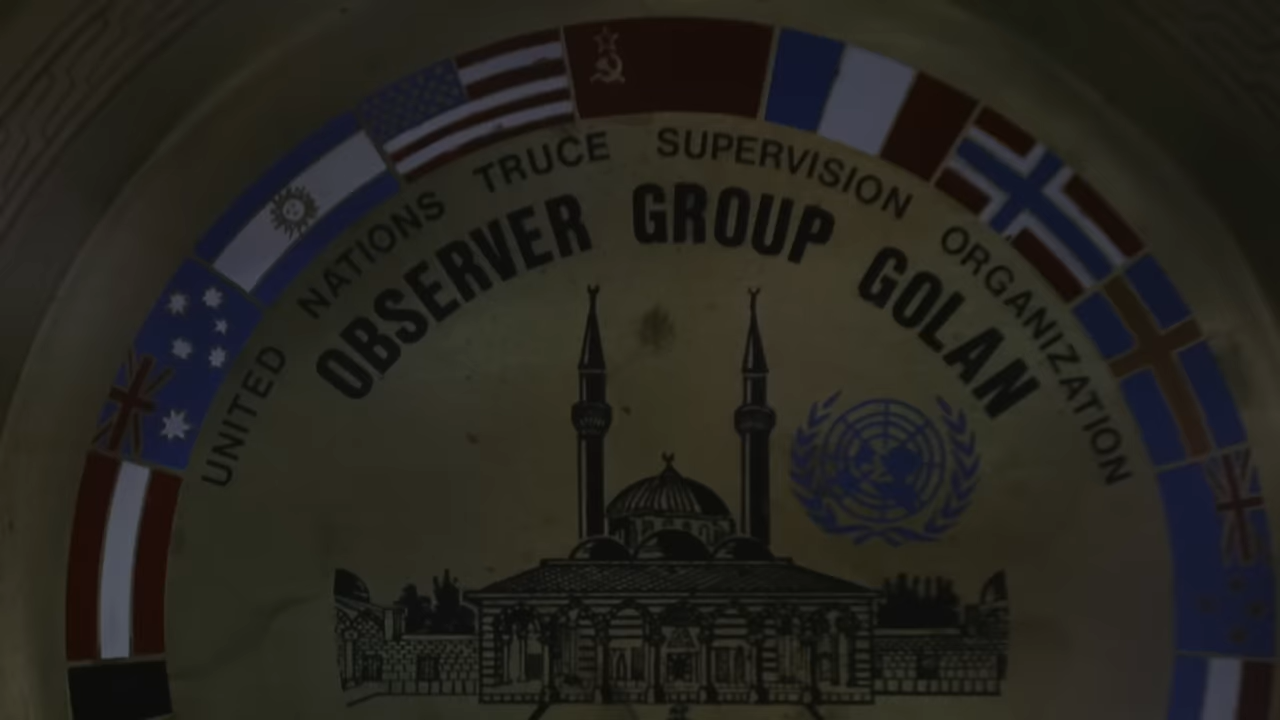 UNITED NATIONS TRUCE SUPERVISION ORGANIZATION
OBSERVER GROUP GOLAN